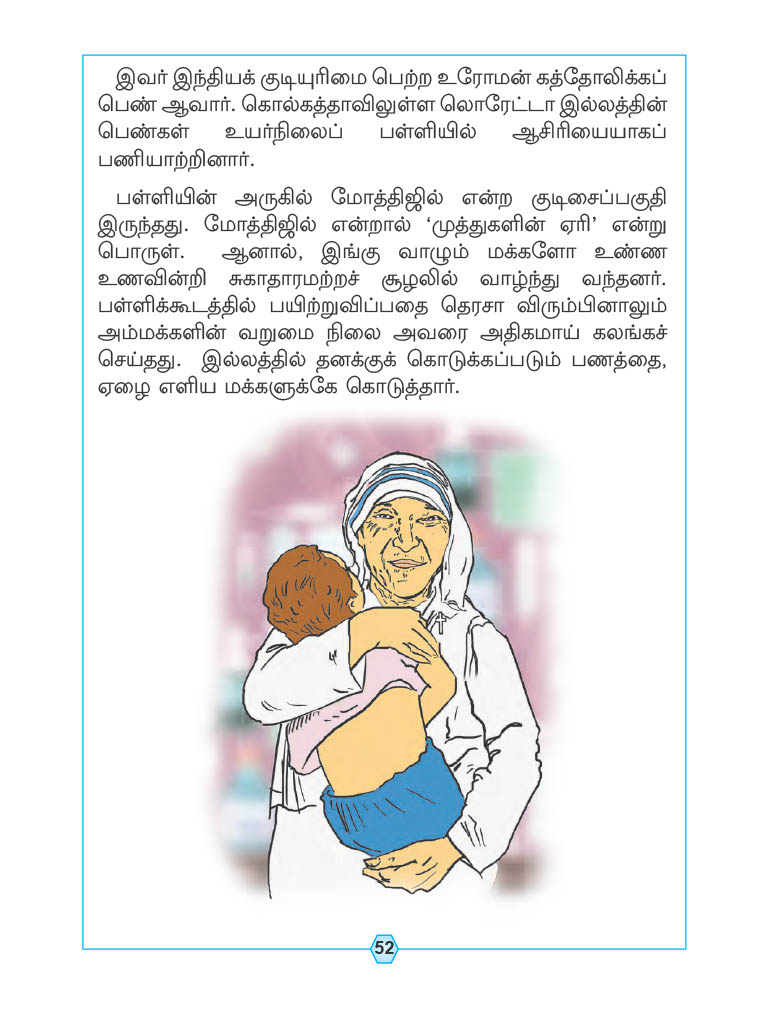 இவர் இந்தியக் குடியுரிமை பெற்ற உரோமன் கத்தோலிக்கப்
பெண் ஆவார். கொல்கத்தாவிலுள்ள லொரேட்டா இல்லத்தின்
பெண்கள் உயர்நிலைப் பள்ளியில் ஆசிரியையாகப்
பணியாற்றினார்.
பள்ளியின் அருகில் மோத்திஜில் என்ற குடிசைப்பகுதி
இருந்தது. மோத்திஜில் என்றால் ‘முத்துகளின் ஏரி’ என்று
பொருள். ஆனால், இங்கு வாழும் மக்களோ உண்ண
உணவின்றி சுகாதாரமற்றச் சூழலில் வாழ்ந்து வந்தனர்.
பள்ளிக்கூடத்தில் பயிற்றுவிப்பதை தெரசா விரும்பினாலும்
அம்மக்களின் வறுமை நிலை அவரை அதிகமாய் கலங்கச்
செய்தது. இல்லத்தில் தனக்குக் கொடுக்கப்படும் பணத்தை,
ஏழை எளிய மக்களுக்கே கொடுத்தார்.
52